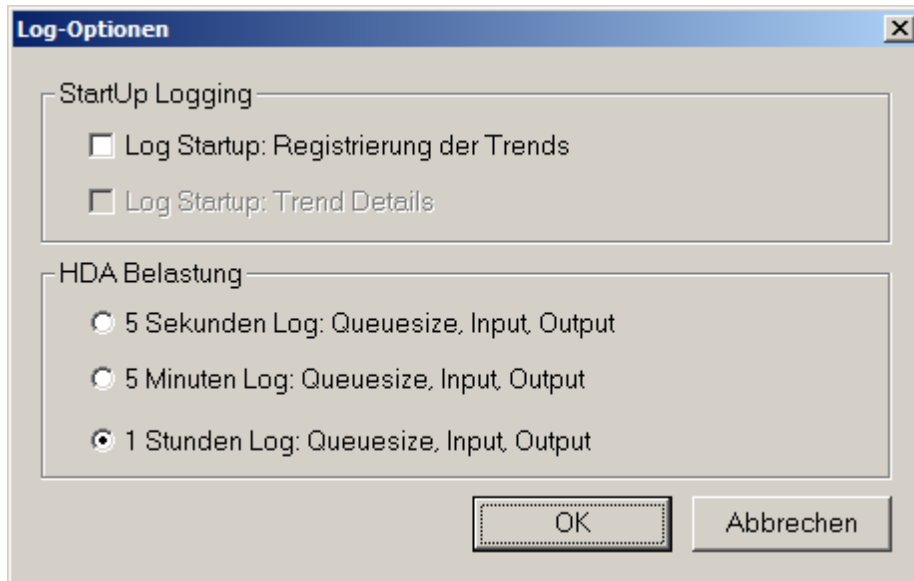 Log-Optionen
StartUp Logging
Log Startup: Registrierung der Trends
Log Startup: Trend Details
HDA Belastung
5 Sekunden Log: Queuesize, Input, Output
5 Minuten Log: Queuesize, Input, Output
1 Stunden Log: Queuesize, Input, Output
OK Abbrechen